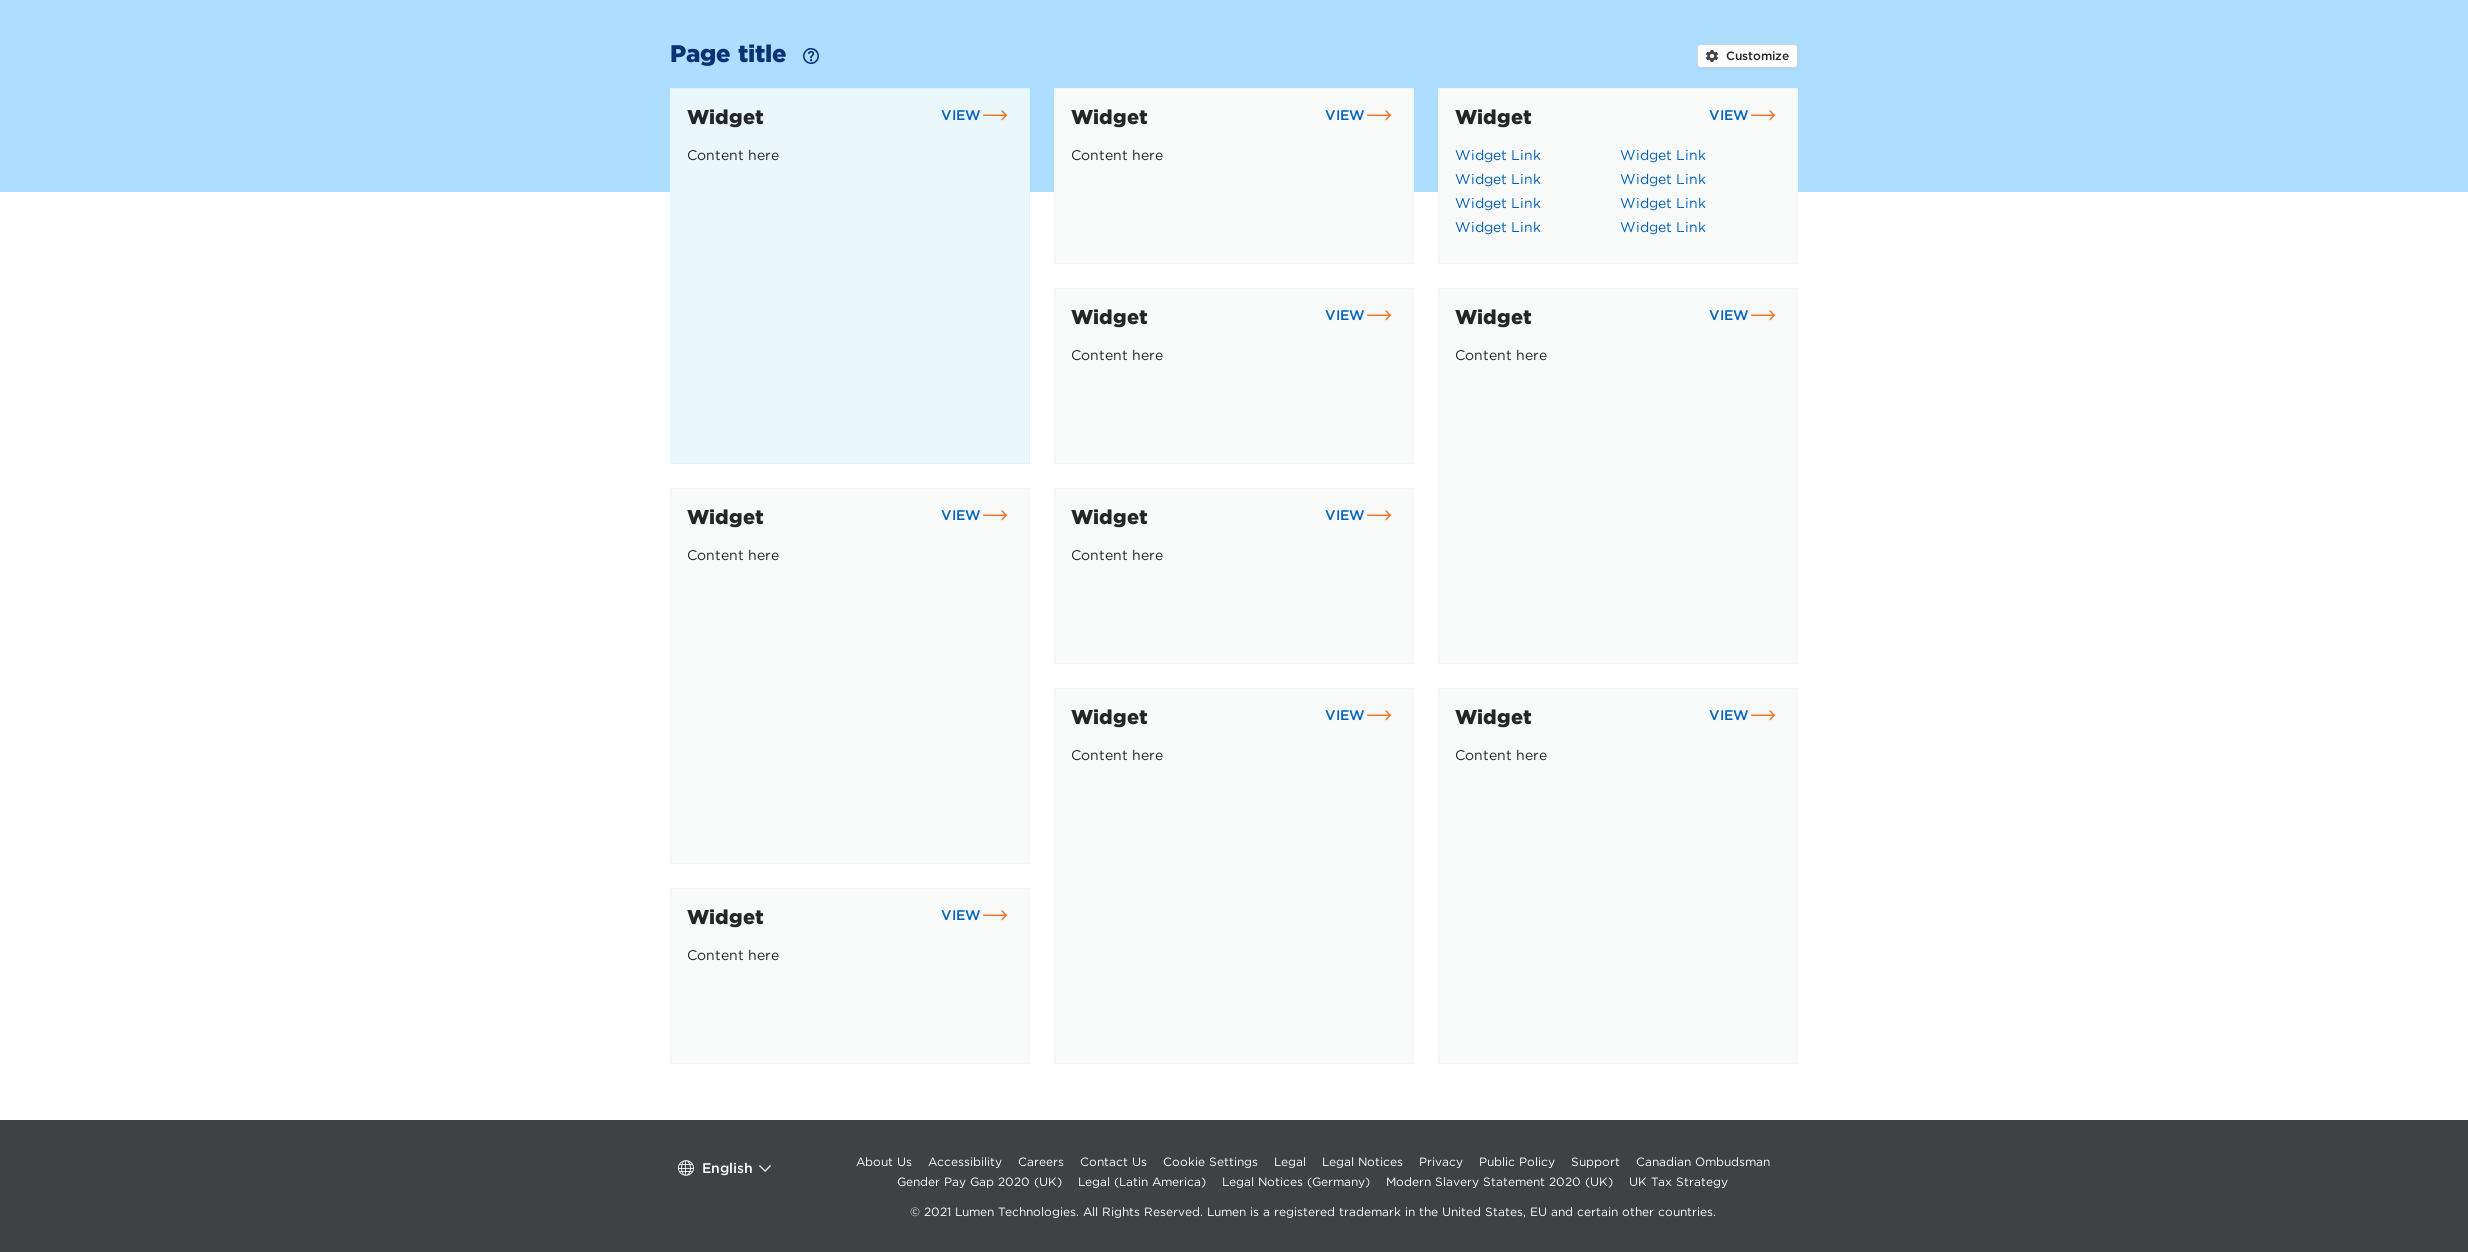 Page title
Customize
Widget VIEW
Content here
Widget VIEW
Content here
Widget VIEW
Widget Link Widget Link
Widget Link Widget Link
Widget Link Widget Link
Widget Link Widget Link
Widget VIEW
Content here
Widget VIEW
Content here
Widget VIEW
Content here
Widget VIEW
Content here
Widget VIEW
Content here
Widget VIEW
Content here
Widget VIEW
Content here
English
About Us Accessibility Careers Contact Us Cookie Settings Legal Legal Notices Privacy Public Policy Support Canadian Ombudsman
Gender Pay Gap 2020 (UK) Legal (Latin America) Legal Notices (Germany) Modern Slavery Statement 2020 (UK) UK Tax Strategy
© 2021 Lumen Technologies. All Rights Reserved. Lumen is a registered trademark in the United States, EU and certain other countries.